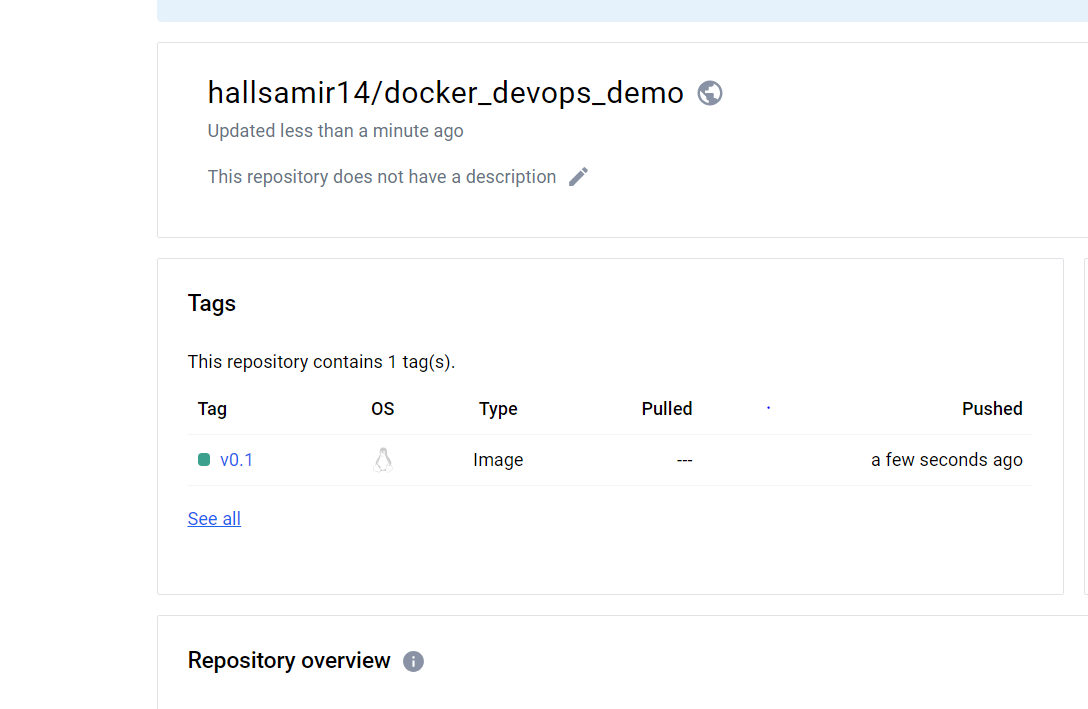 hallsamir14/docker_devops_demo
Updated less than a minute ago
This repository does not have a description
Tags
This repository contains 1 tag(s).
Tag OS Type Pulled Pushed
v0.1 Image --- a few seconds ago
See all
Repository overview